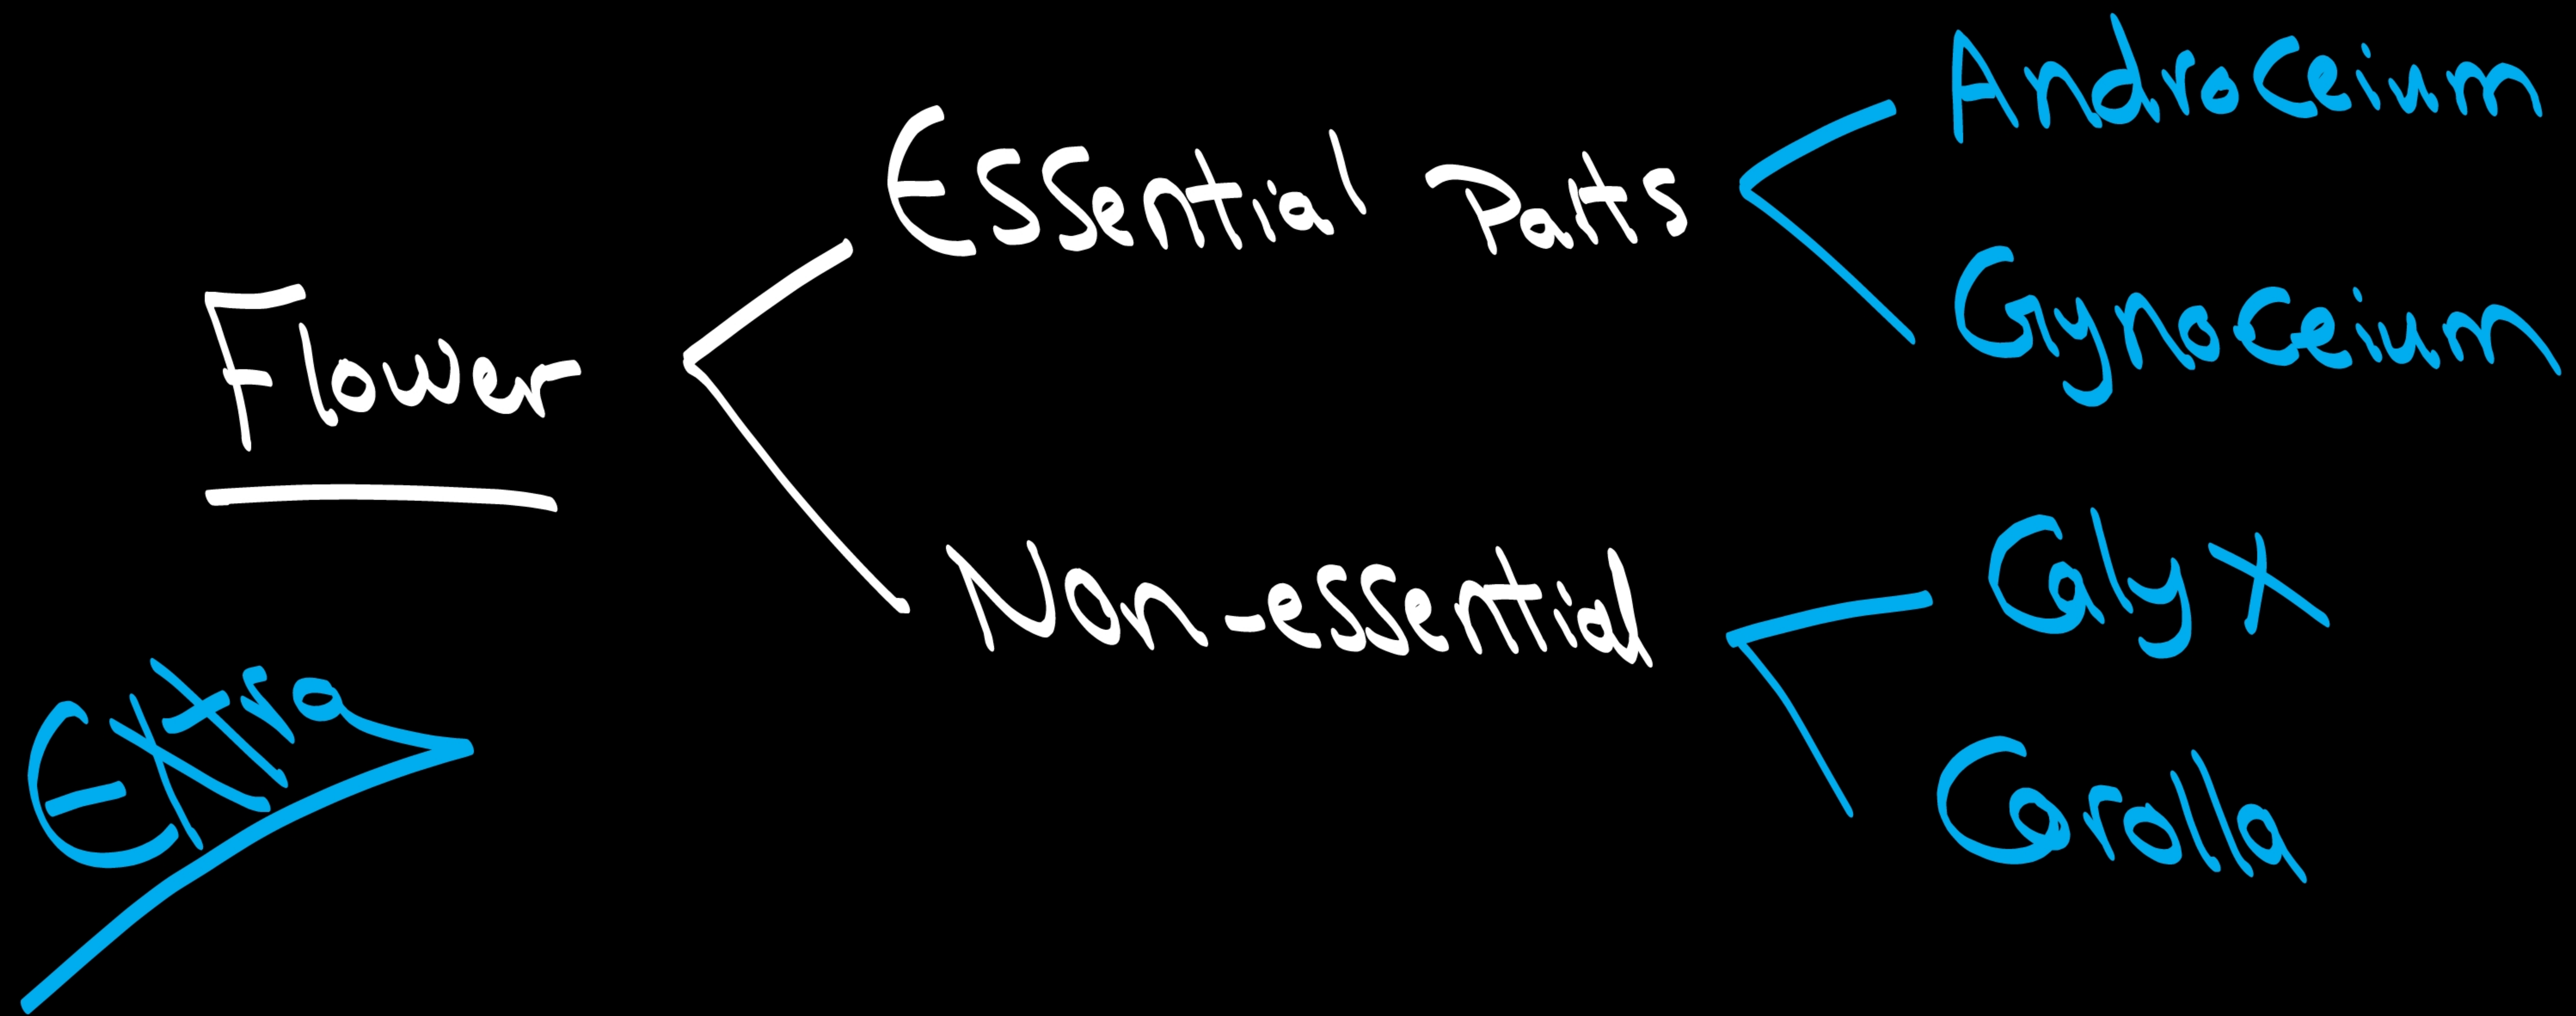 Flower
Essential Parts
Androceium
Gynoceium
Non-essential
Calyx
Corolla
Extra